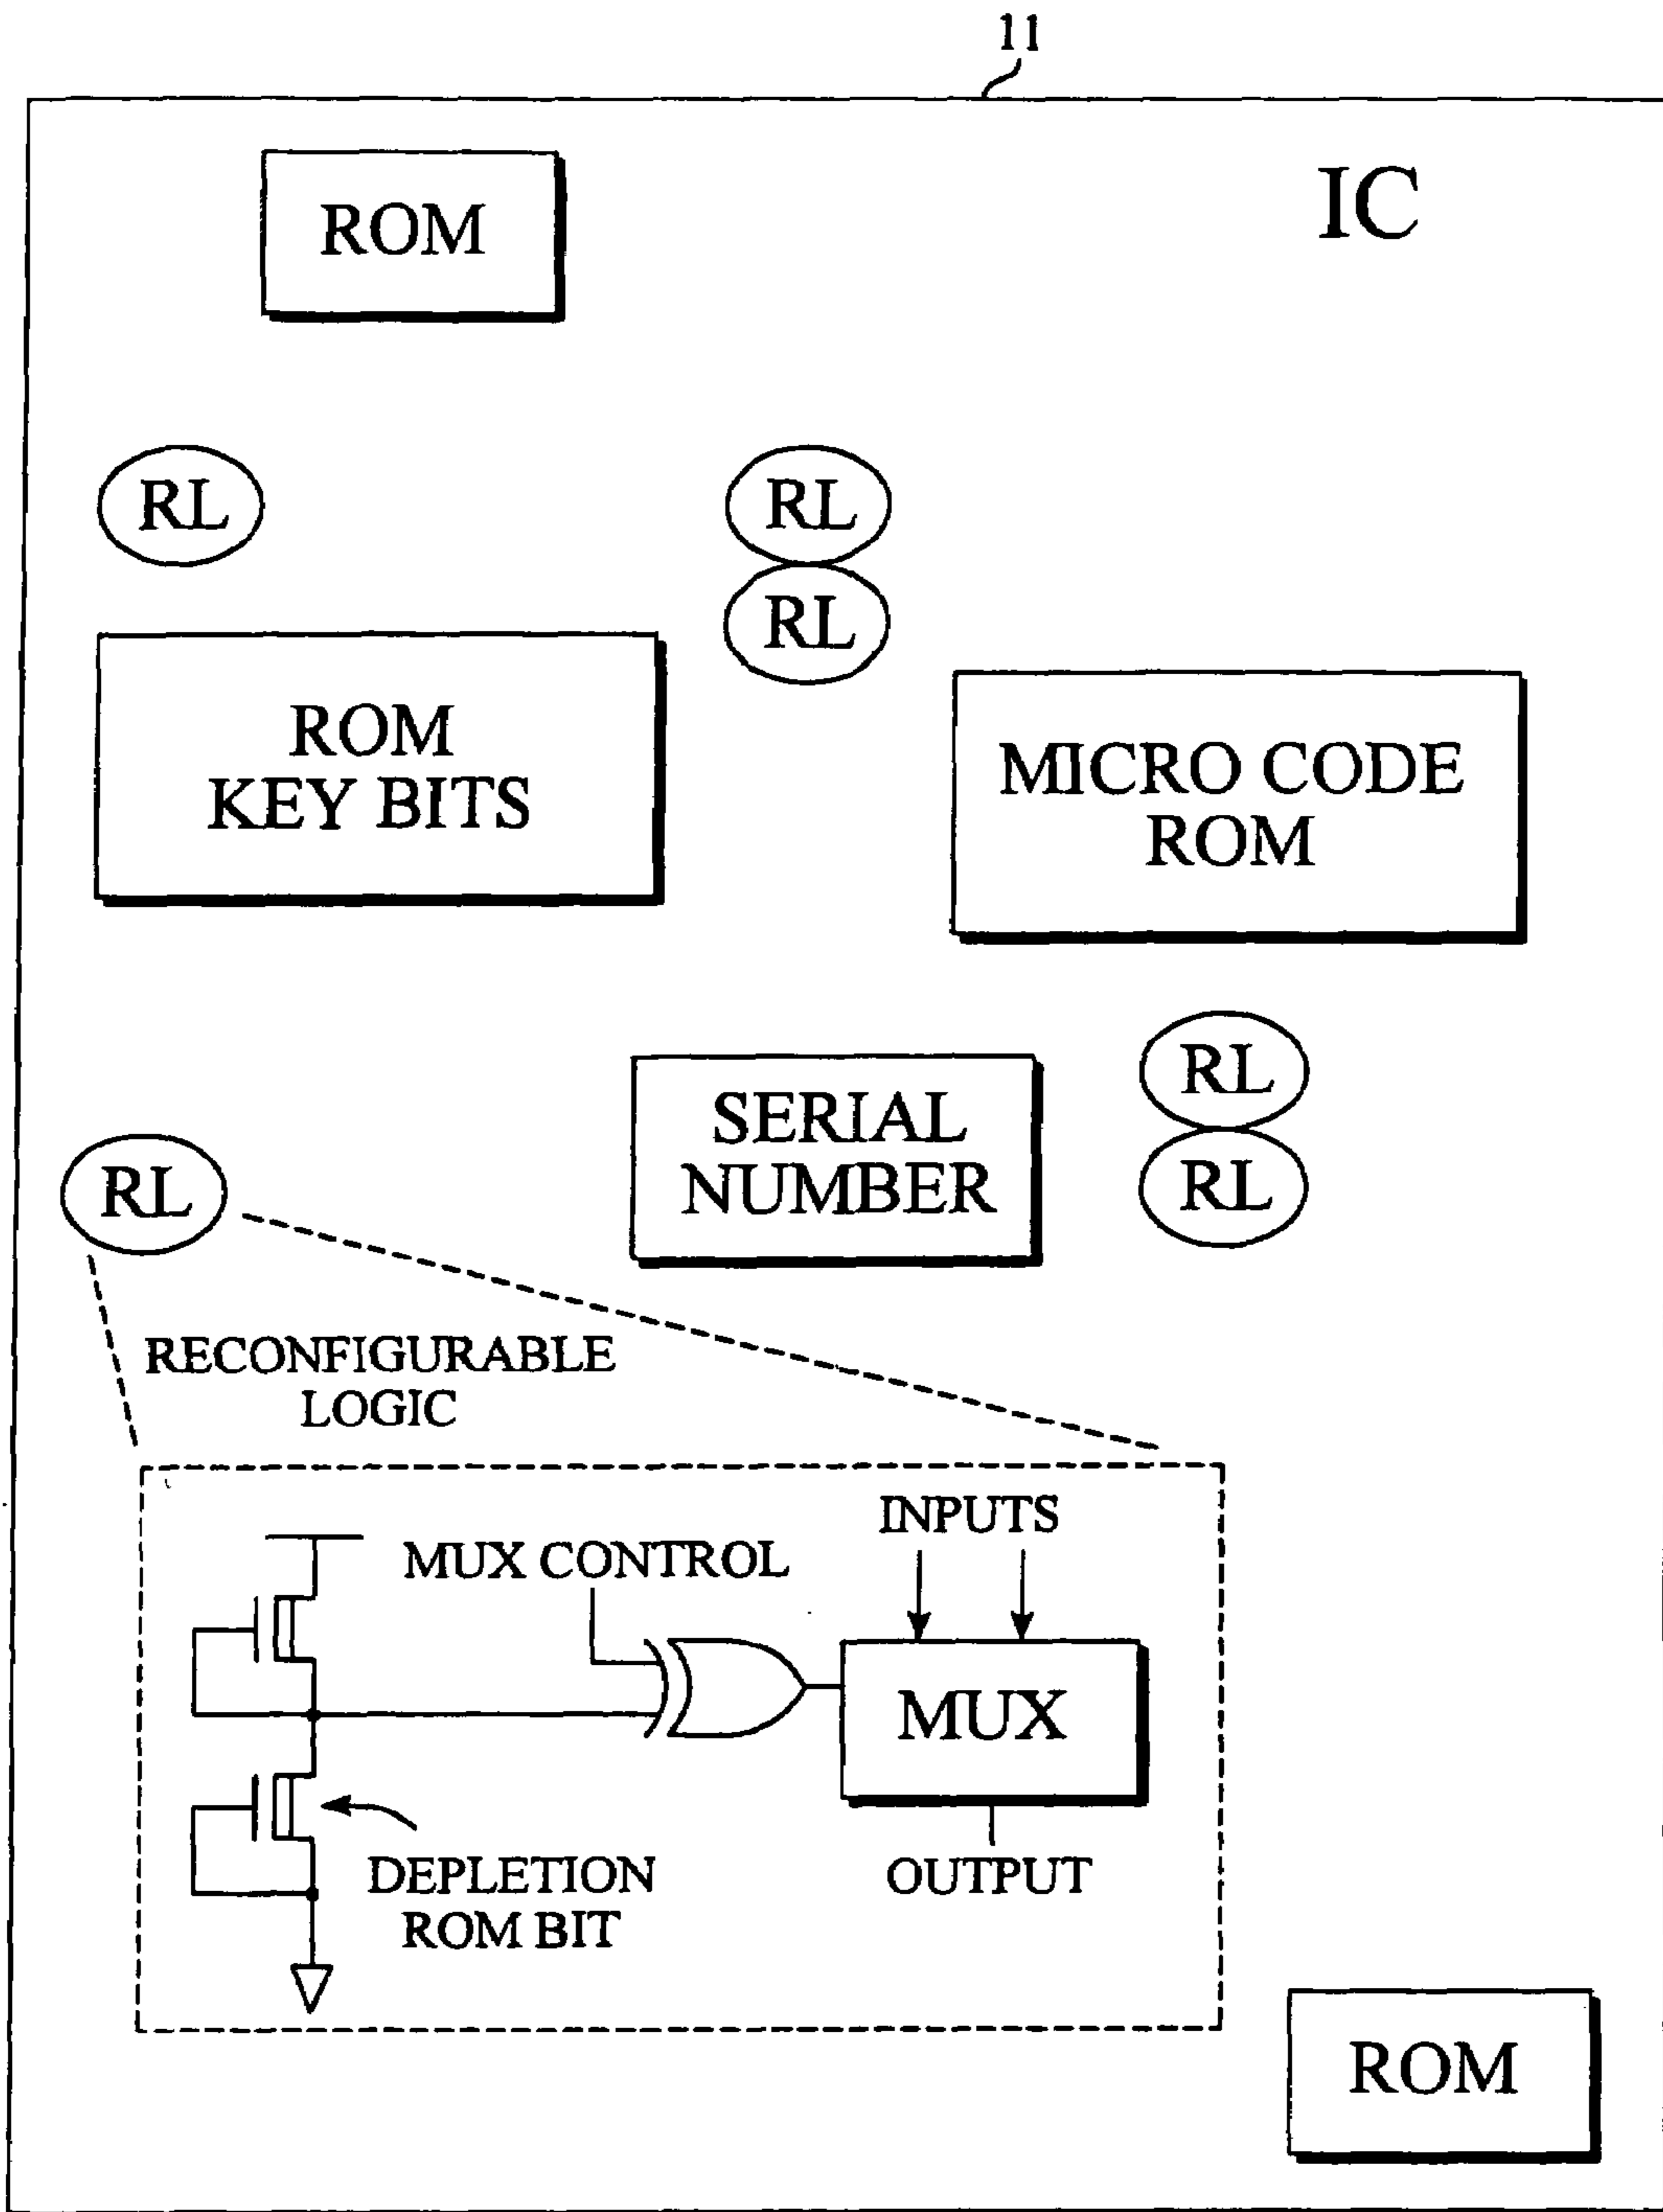 11
ROM
IC
RL
RL
RL
ROM
KEY BITS
MICRO CODE
ROM
RL
SERIAL
NUMBER
RL
RL
RECONFIGURABLE
LOGIC
INPUTS
MUX CONTROL
MUX
DEPLETION
ROM BIT
OUTPUT
ROM